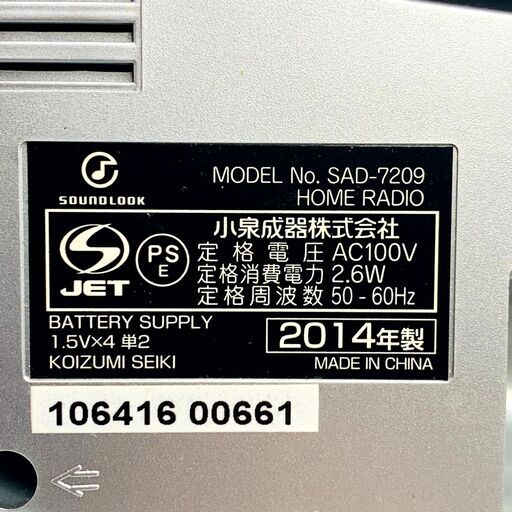 SOUNDLOOK
MODEL No. SAD-7209
HOME RADIO
小泉成器株式会社
定格電圧 AC100V
定格消費電力 2.6W
定格周波数 50-60Hz
JET
PS
E
BATTERY SUPPLY
1.5V×4 単2
KOIZUMI SEIKI
2014年製
MADE IN CHINA
106416 00661